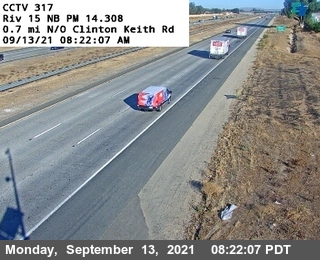 CCTV 317
Riv 15 NB PM 14.308
0.7 mi N/O Clinton Keith Rd
09/13/21 08:22:07 AM
Monday, September 13, 2021 08:22:07 PDT